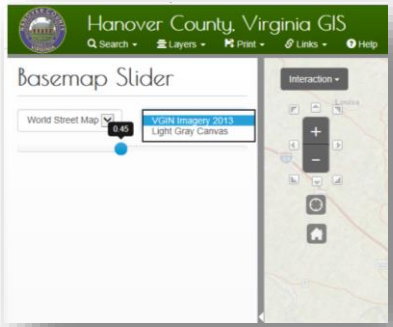 Hanover County, Virginia GIS
Search Layers Print Links Help
Basemap Slider
World Street Map
0.45
VGIN Imagery 2013
Light Gray Canvas
Interaction
Louisa